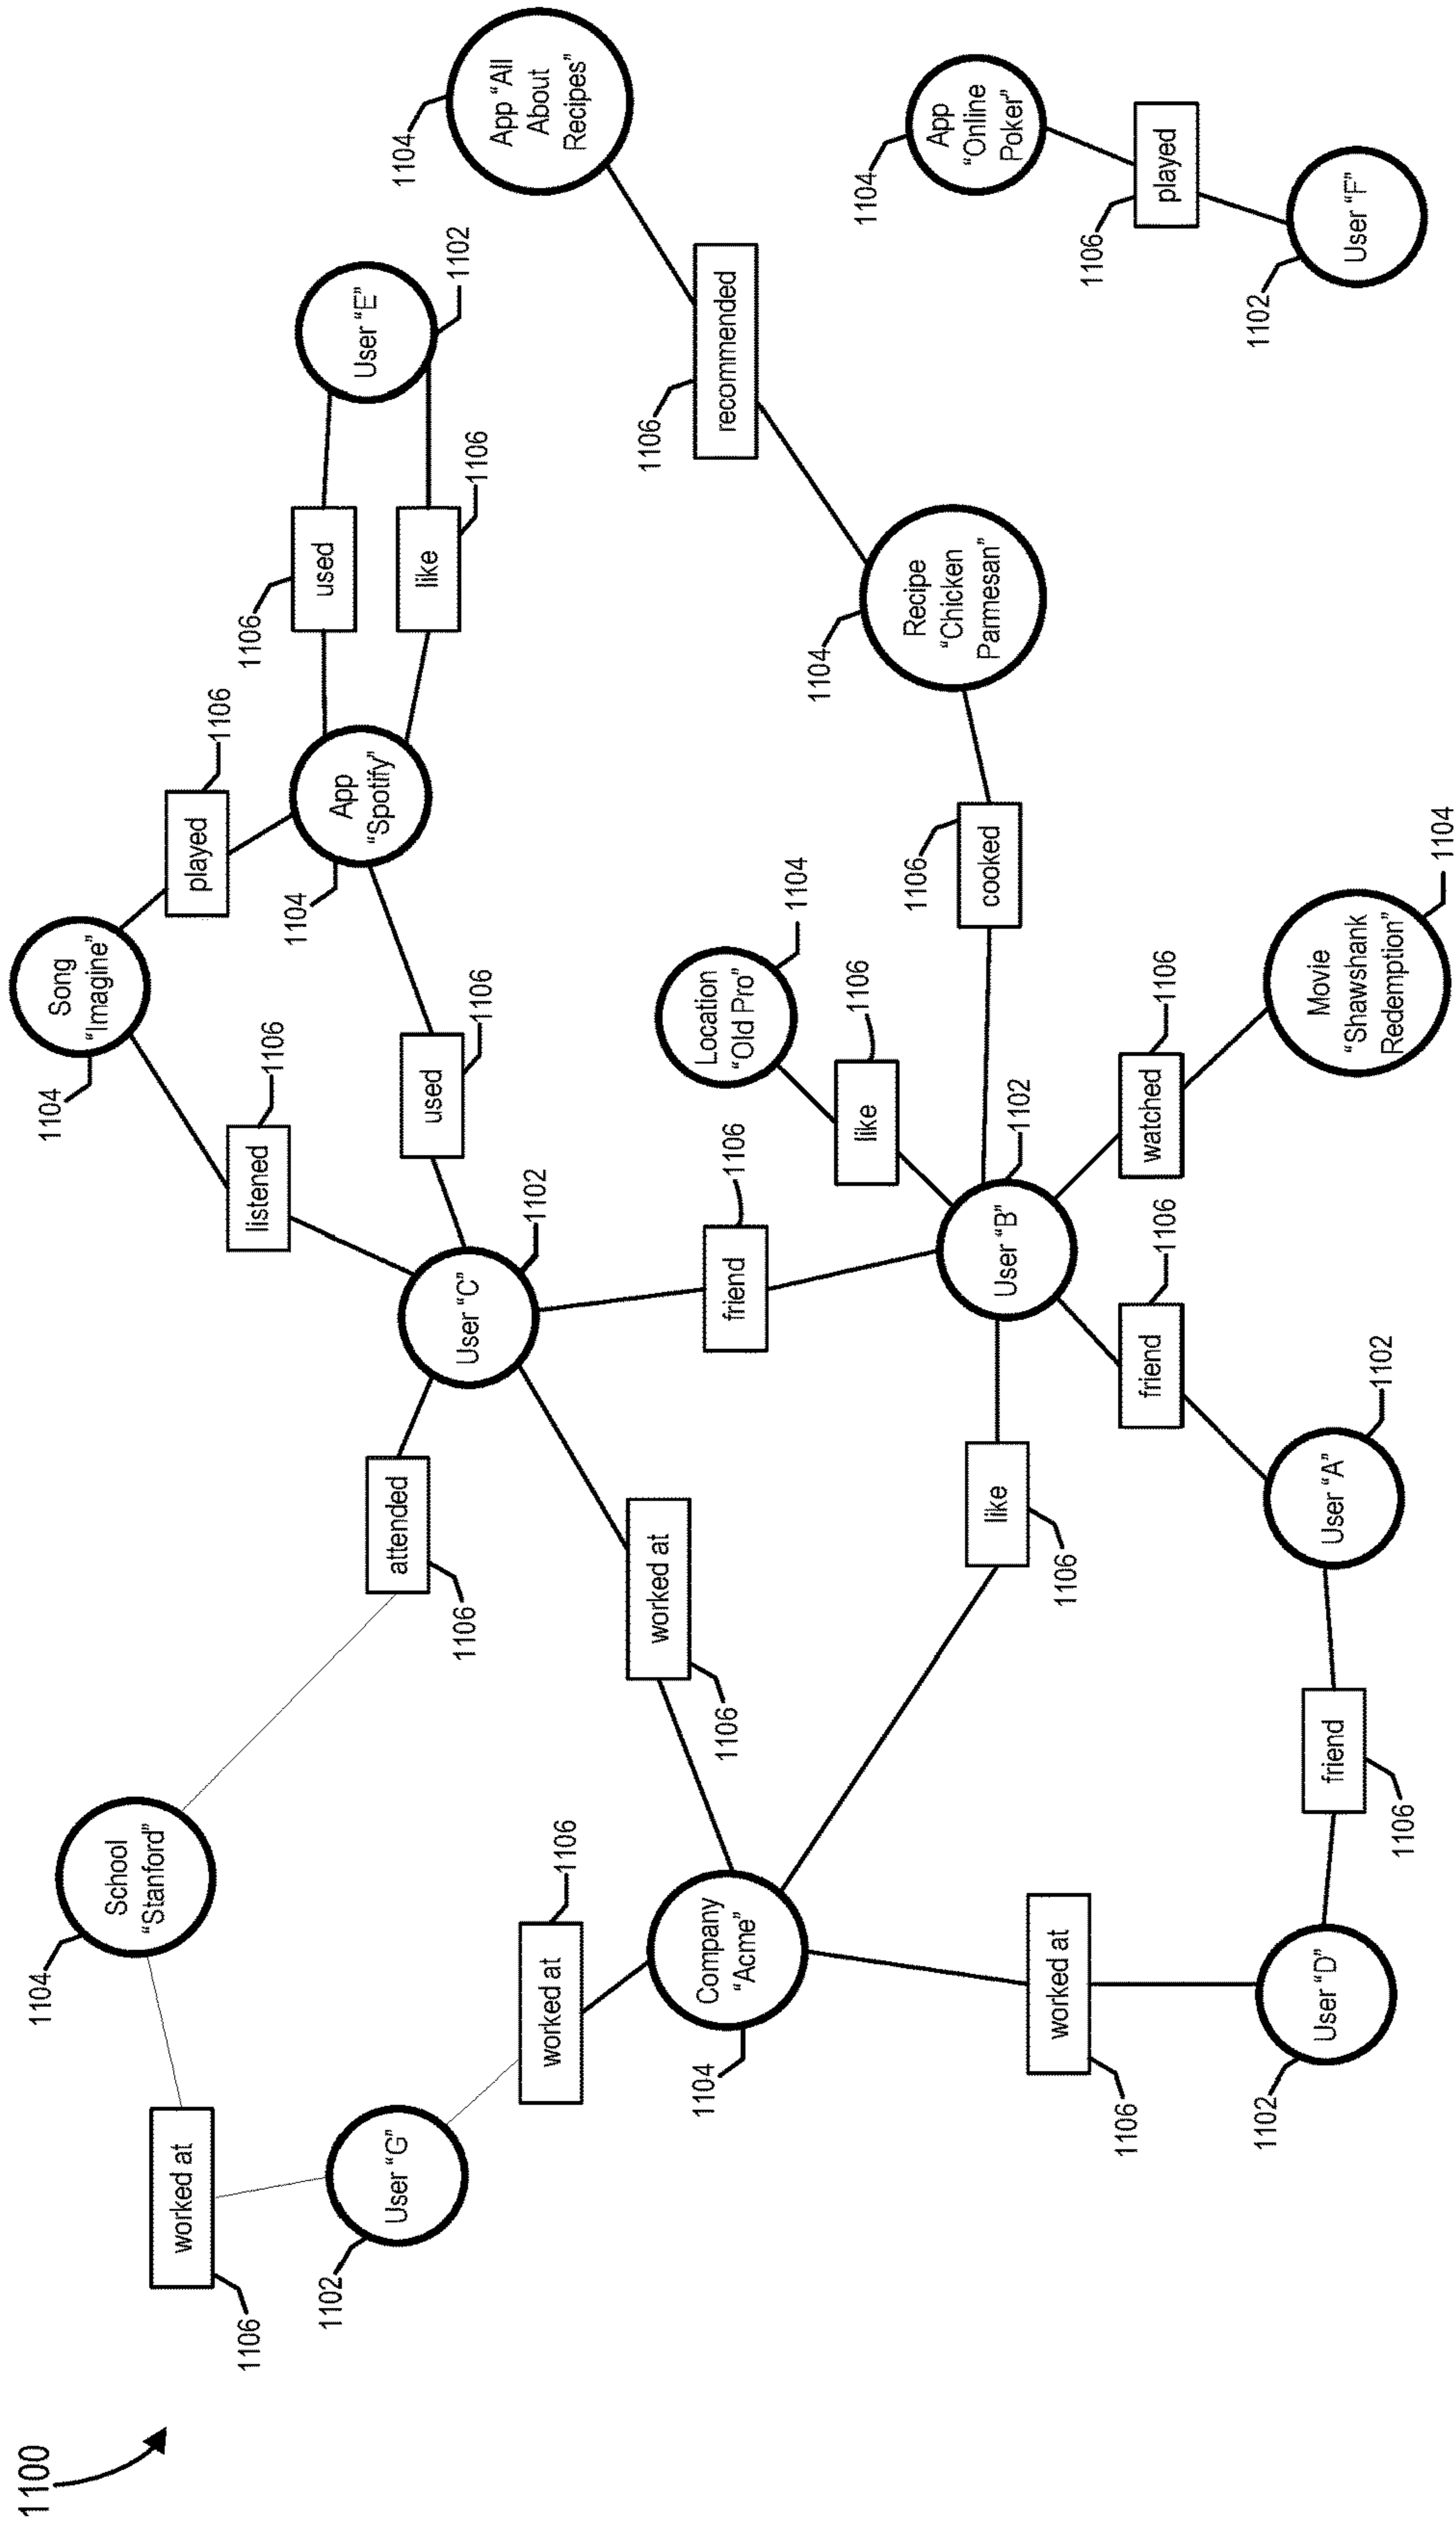 1100
1104
Song
“Imagine”
1106
worked at
1104
School
“Stanford”
1106
listened
1106
played
1106
1102
User “G”
1106
attended
1106
1104
App
“Spotify”
1106
used
1106
like
1106
User “E”
1102
1104
App “All
About
Recipes”
1106
worked at
User “C”
1102
used
1106
1106
worked at
1106
friend
1106
Location
“Old Pro”
1104
1106
recommended
1104
Company
“Acme”
like
1106
1104
Recipe
“Chicken
Parmesan”
1104
App
“Online
Poker”
1106
worked at
like
1106
User “B”
1102
1106
cooked
1106
played
1102
User “D”
friend
1106
friend
1106
watched
1106
1102
User “F”
User “A”
1102
Movie
“Shawshank
Redemption”
1104